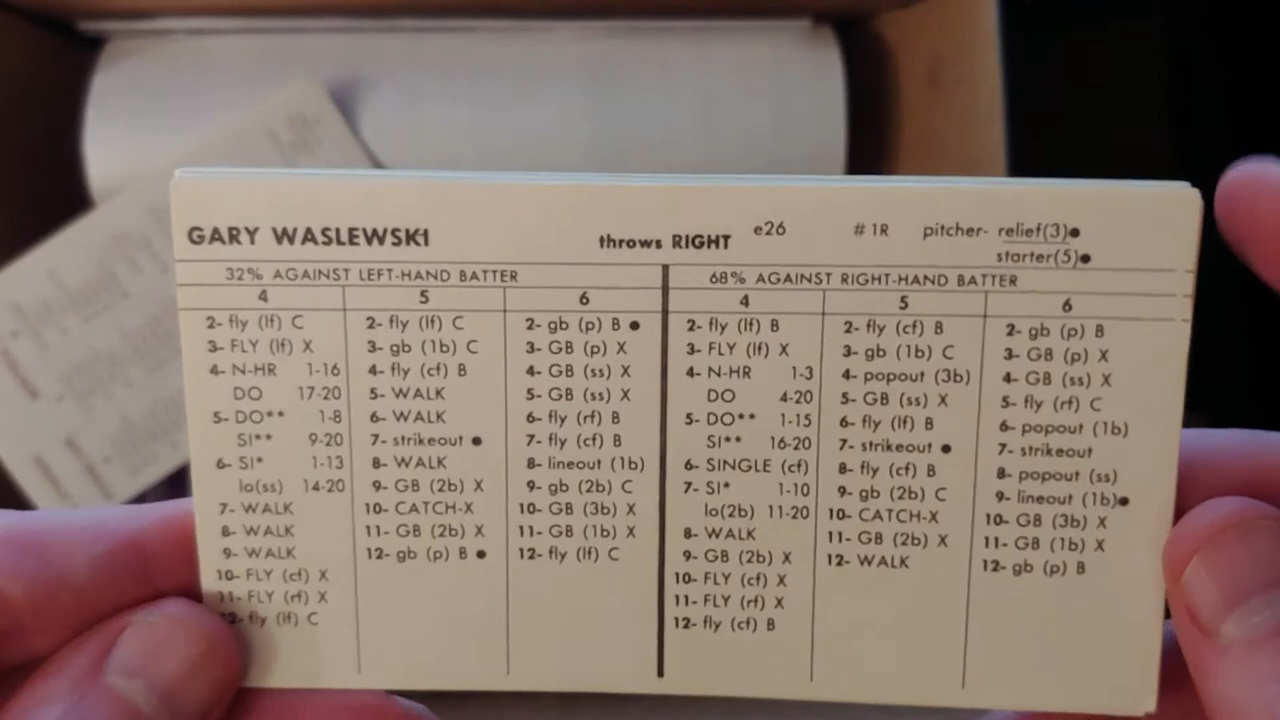 GARY WASLEWSKI throws RIGHT e26 #1R pitcher- relief(3)●
starter(5)●
32% AGAINST LEFT-HAND BATTER 68% AGAINST RIGHT-HAND BATTER
4 5 6 4 5 6
2- fly (lf) C 2- fly (lf) C 2- gb (p) B ● 2- fly (lf) B 2- fly (cf) B 2- gb (p) B
3- FLY (lf) X 3- gb (1b) C 3- GB (p) X 3- FLY (lf) X 3- gb (1b) C 3- GB (p) X
4- N-HR 1-16 4- fly (cf) B 4- GB (ss) X 4- N-HR 1-3 4- popout (3b) 4- GB (ss) X
DO 17-20 5- WALK 5- GB (ss) X DO 4-20 5- GB (ss) X 5- fly (rf) C
5- DO** 1-8 6- WALK 6- fly (rf) B 5- DO** 1-15 6- fly (lf) B 6- popout (1b)
SI** 9-20 7- strikeout ● 7- fly (cf) B SI** 16-20 7- strikeout ● 7- strikeout
6- SI* 1-13 8- WALK 8- lineout (1b) 6- SINGLE (cf) 8- fly (cf) B 8- popout (ss)
lo(ss) 14-20 9- GB (2b) X 9- gb (2b) C 7- SI* 1-10 9- gb (2b) C 9- lineout (1b)●
7- WALK 10- CATCH-X 10- GB (3b) X lo(2b) 11-20 10- CATCH-X 10- GB (3b) X
8- WALK 11- GB (2b) X 11- GB (1b) X 8- WALK 11- GB (2b) X 11- GB (1b) X
9- WALK 12- gb (p) B ● 12- fly (lf) C 9- GB (2b) X 12- WALK 12- gb (p) B
10- FLY (cf) X 10- FLY (cf) X
11- FLY (rf) X 11- FLY (rf) X
12- fly (lf) C 12- fly (cf) B